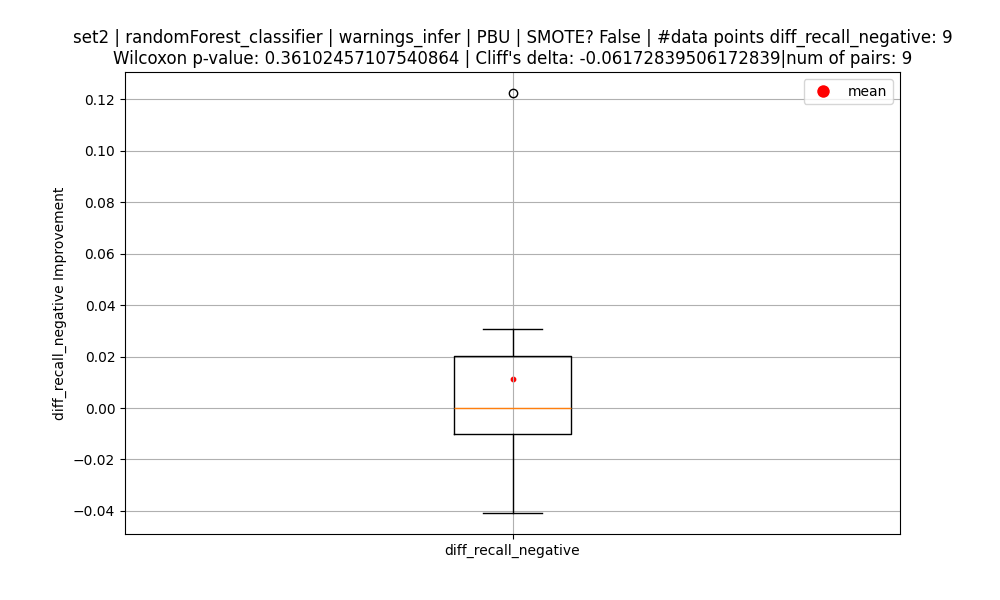 set2 | randomForest_classifier | warnings_infer | PBU | SMOTE? False | #data points diff_recall_negative: 9
Wilcoxon p-value: 0.36102457107540864 | Cliff's delta: -0.06172839506172839|num of pairs: 9
mean
0.12
0.10
0.08
0.06
0.04
0.02
0.00
−0.02
−0.04
diff_recall_negative Improvement
diff_recall_negative